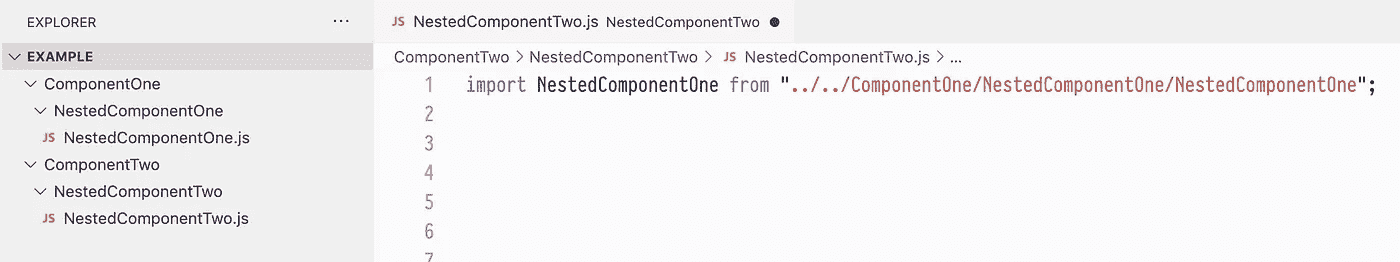 EXPLORER ...
EXAMPLE
ComponentOne
NestedComponentOne
JS NestedComponentOne.js
ComponentTwo
NestedComponentTwo
JS NestedComponentTwo.js
JS NestedComponentTwo.js NestedComponentTwo
ComponentTwo > NestedComponentTwo > JS NestedComponentTwo.js > ...
1 import NestedComponentOne from "../../ComponentOne/NestedComponentOne/NestedComponentOne";
2
3
4
5
6
7